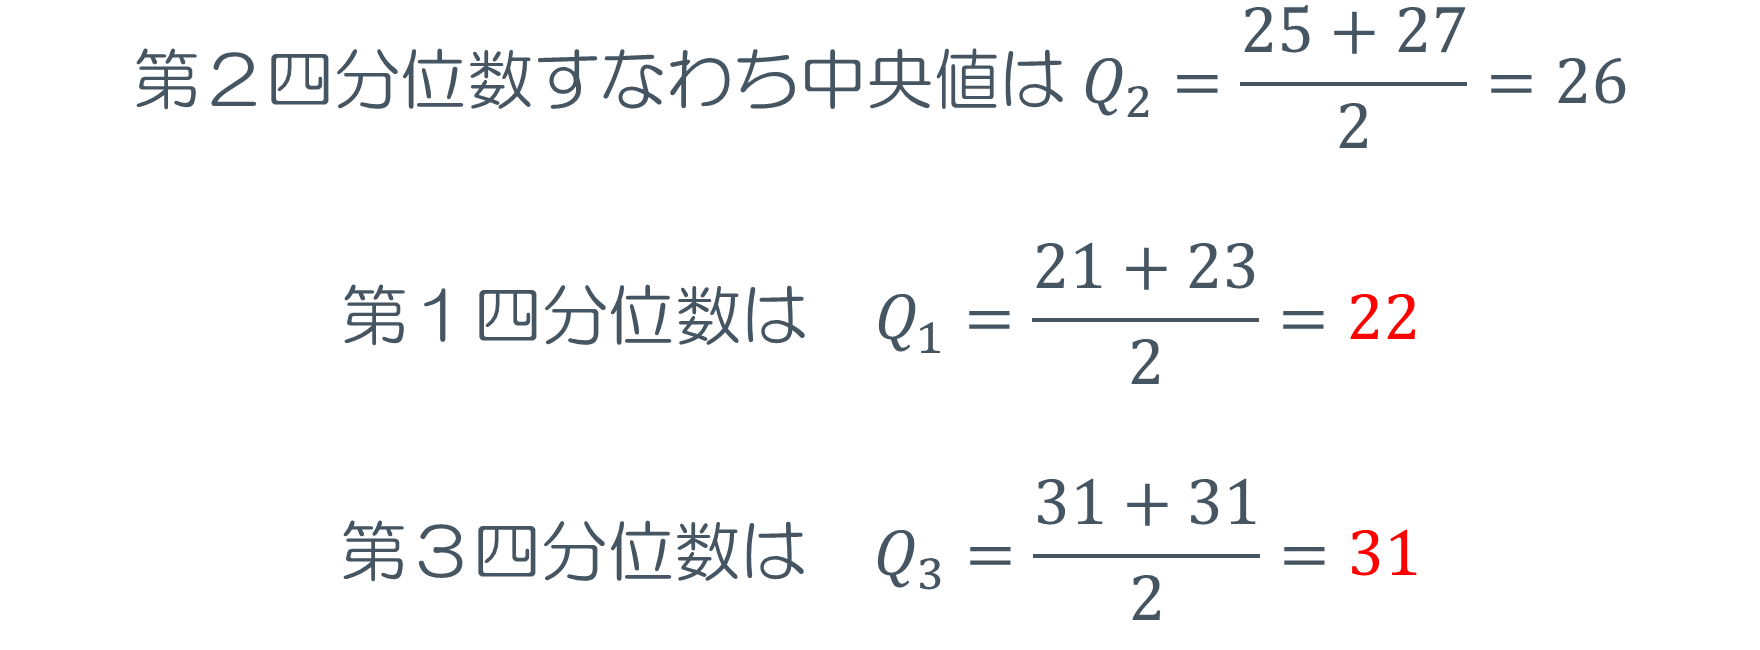 第２四分位数すなわち中央値は Q₂ = (25 + 27)/2 = 26
第１四分位数は　Q₁ = (21 + 23)/2 = 22
第３四分位数は　Q₃ = (31 + 31)/2 = 31